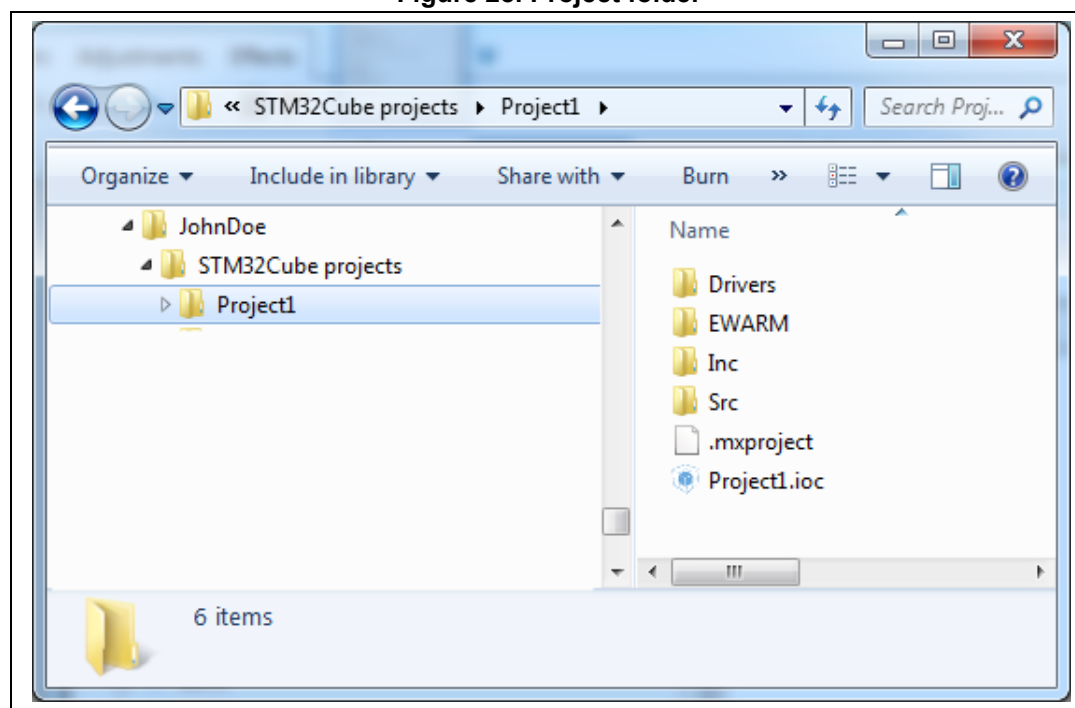 Figure 28. Project folder
« STM32Cube projects Project1 Search Proj...
Organize Include in library Share with Burn »
JohnDoe
STM32Cube projects
Project1
Name
Drivers
EWARM
Inc
Src
.mxproject
Project1.ioc
6 items